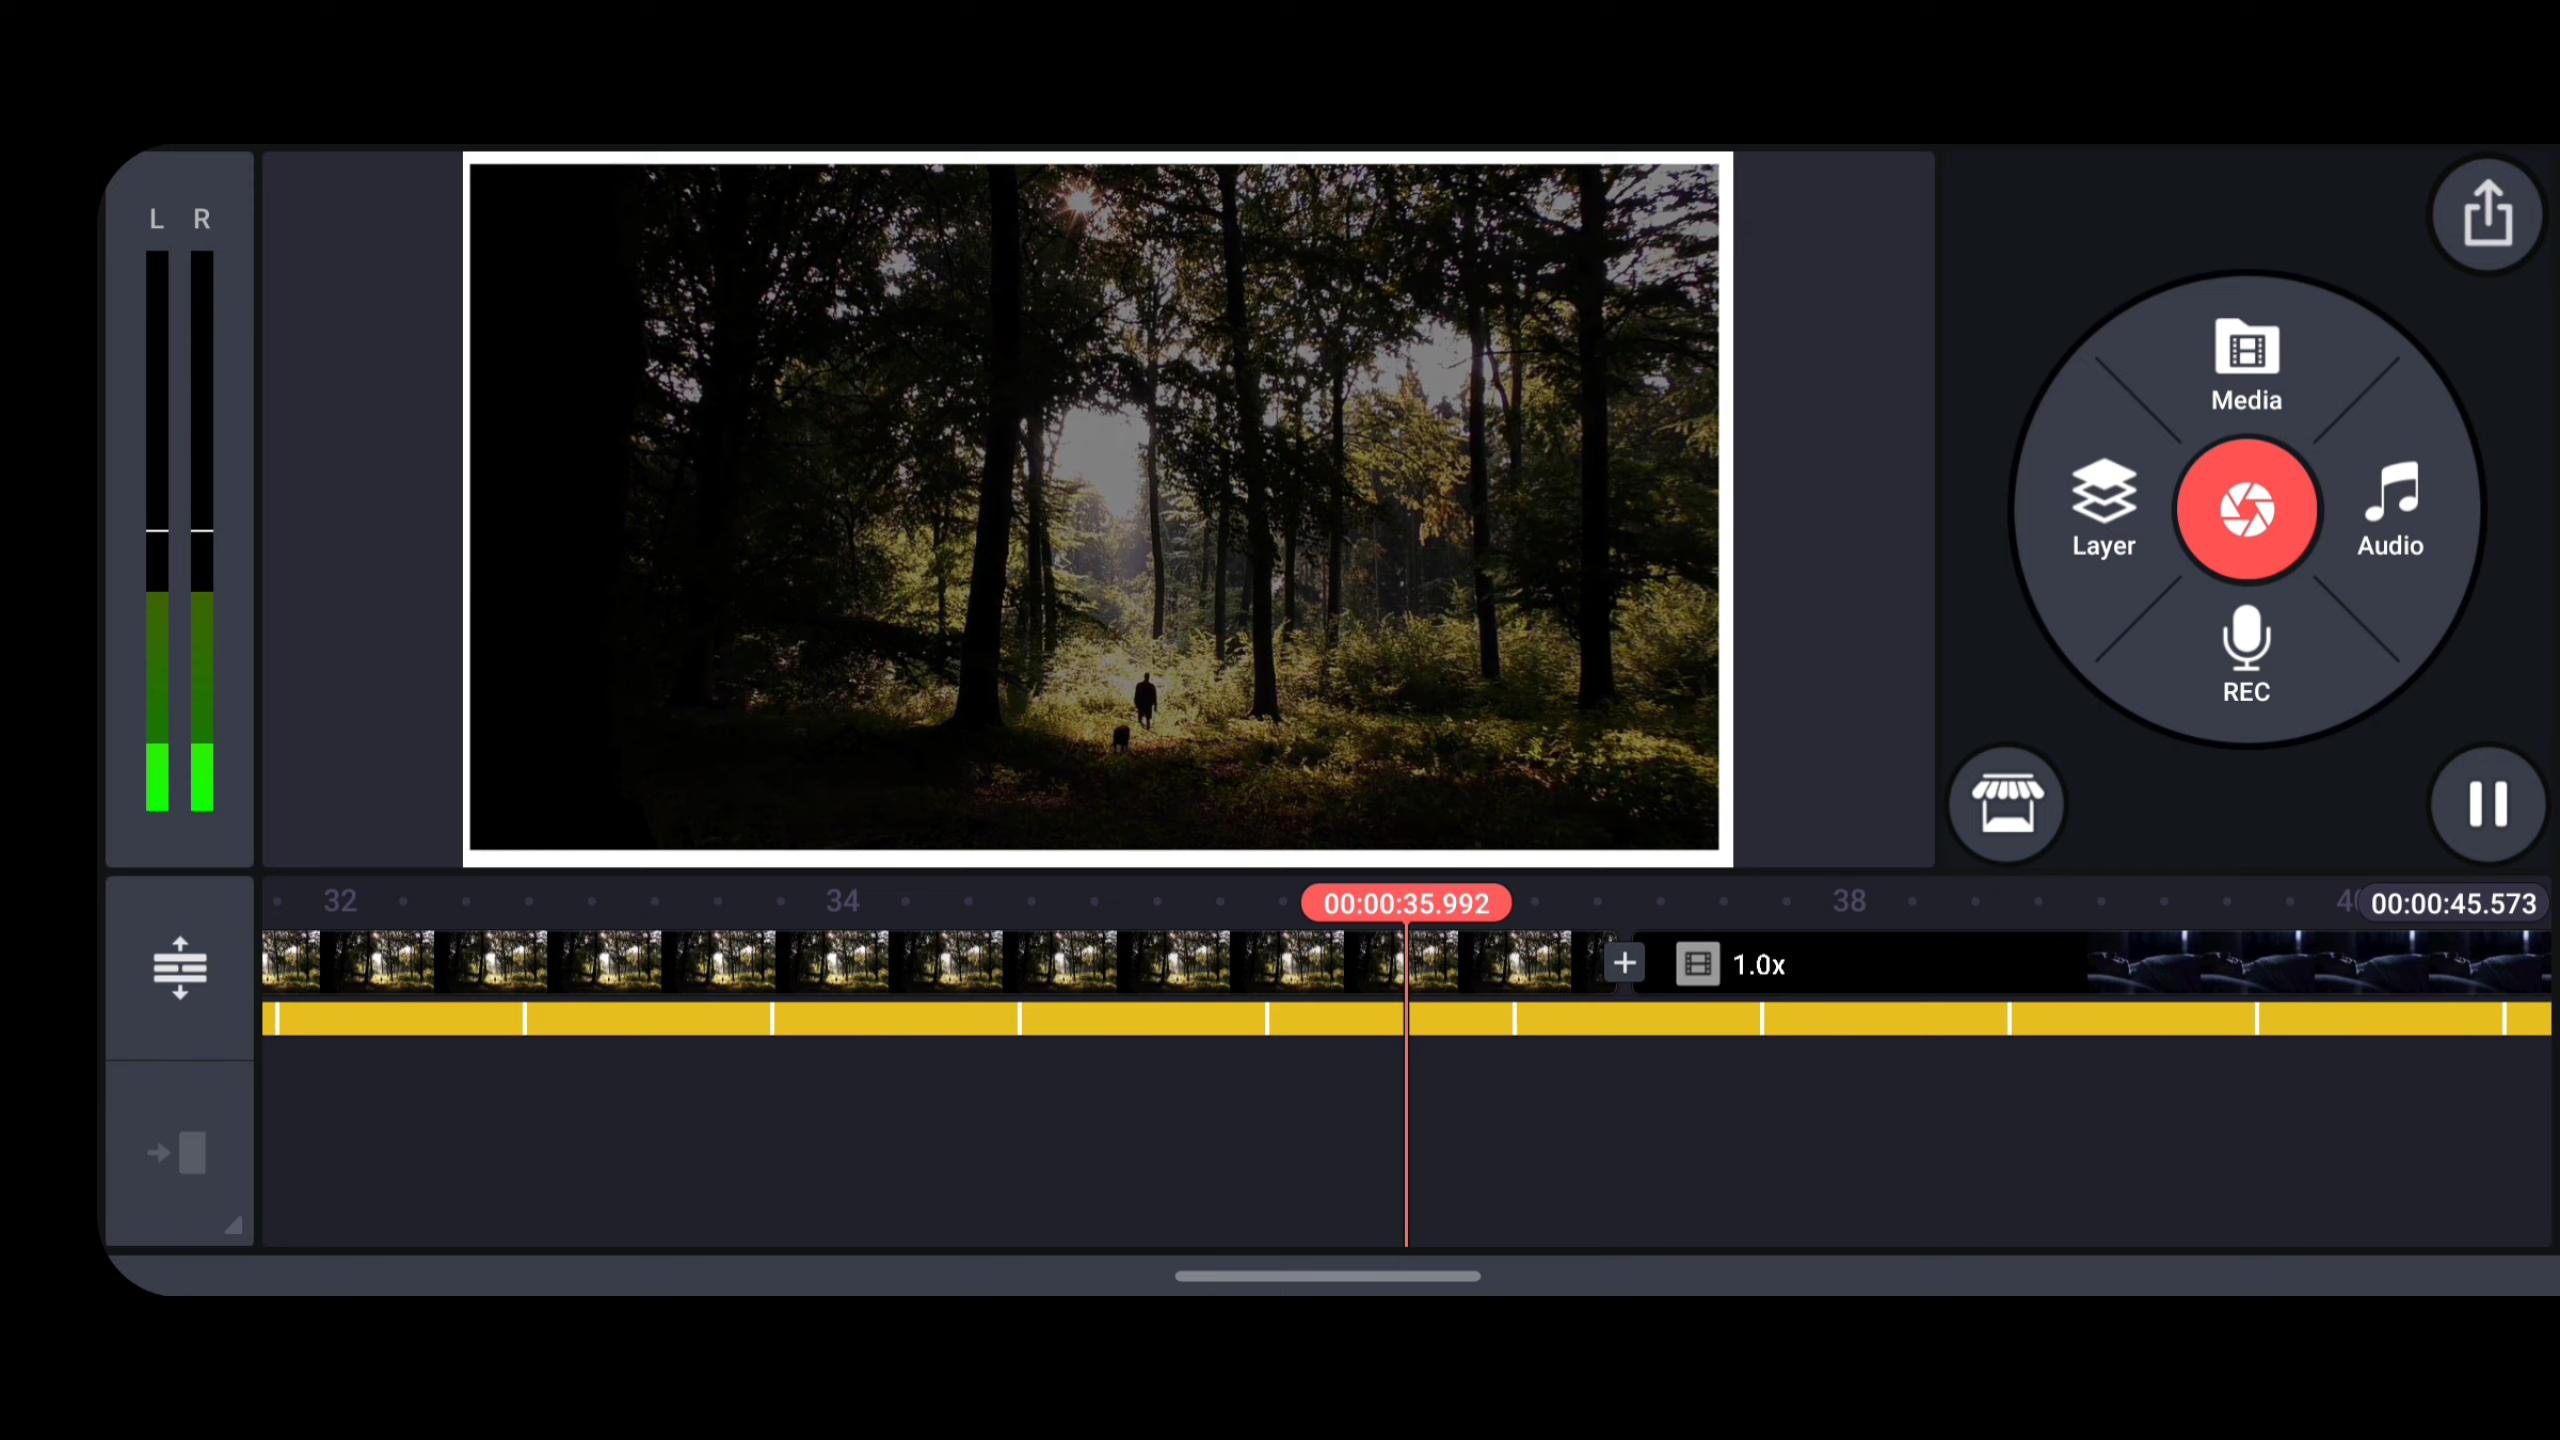 L R
Media
Layer
Audio
REC
32
34
00:00:35.992
38
00:00:45.573
1.0x